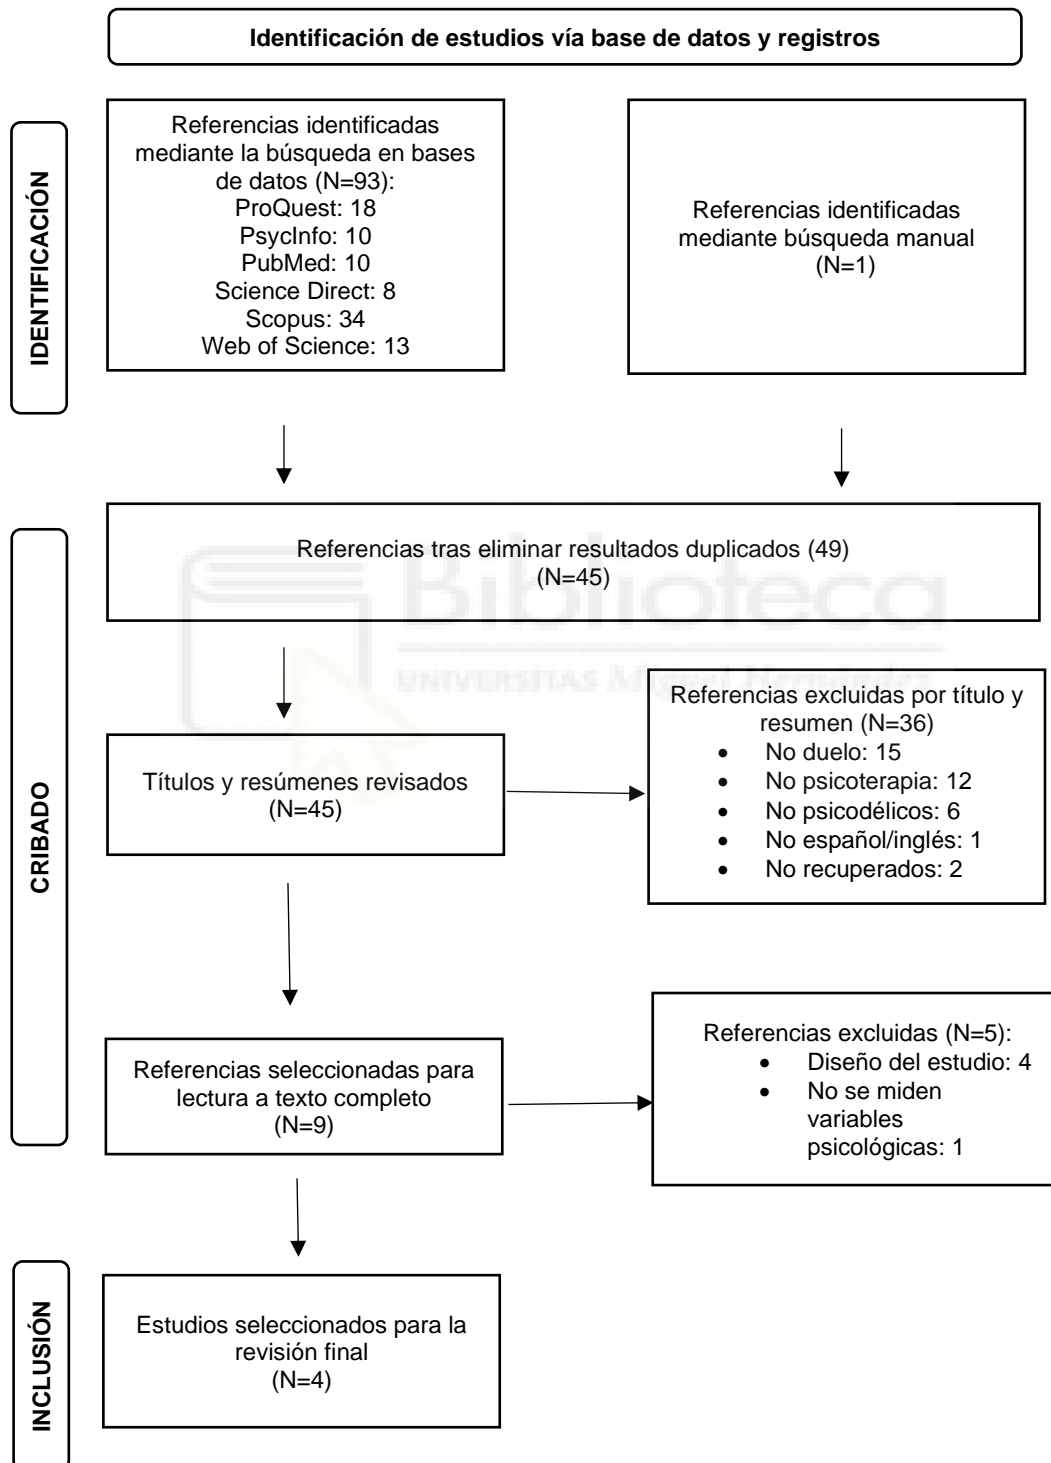 Identificación de estudios vía base de datos y registros
IDENTIFICACIÓN
Referencias identificadas
mediante la búsqueda en bases
de datos (N=93):
ProQuest: 18
PsycInfo: 10
PubMed: 10
Science Direct: 8
Scopus: 34
Web of Science: 13
Referencias identificadas
mediante búsqueda manual
(N=1)
CRIBADO
Referencias tras eliminar resultados duplicados (49)
(N=45)
Biblioteca
UNIVERSITAS Miguel Hernández
Títulos y resúmenes revisados
(N=45)
Referencias excluidas por título y
resumen (N=36)
• No duelo: 15
• No psicoterapia: 12
• No psicodélicos: 6
• No español/inglés: 1
• No recuperados: 2
Referencias seleccionadas para
lectura a texto completo
(N=9)
Referencias excluidas (N=5):
• Diseño del estudio: 4
• No se miden
variables
psicológicas: 1
INCLUSIÓN
Estudios seleccionados para la
revisión final
(N=4)